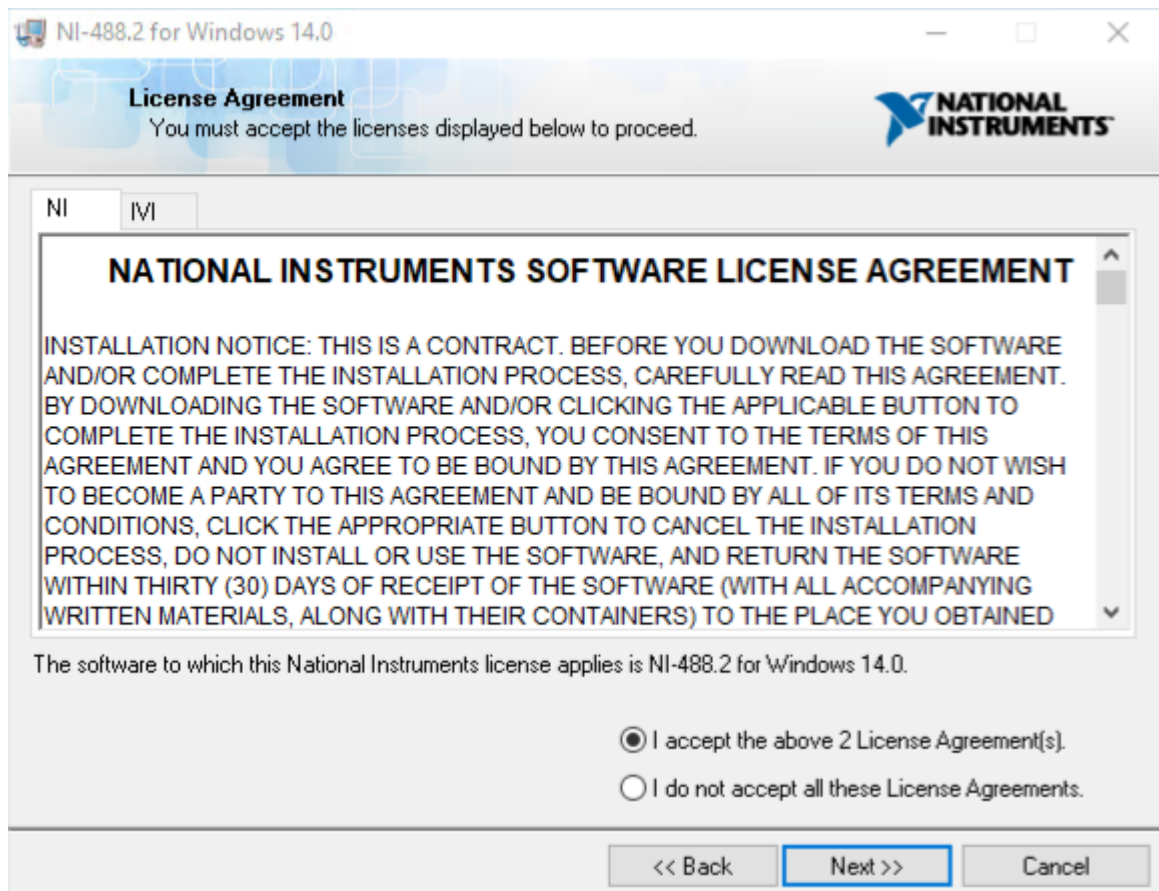 NI-488.2 for Windows 14.0
License Agreement
You must accept the licenses displayed below to proceed.
NATIONAL
INSTRUMENTS™
NI
IVI
NATIONAL INSTRUMENTS SOFTWARE LICENSE AGREEMENT
INSTALLATION NOTICE: THIS IS A CONTRACT. BEFORE YOU DOWNLOAD THE SOFTWARE
AND/OR COMPLETE THE INSTALLATION PROCESS, CAREFULLY READ THIS AGREEMENT.
BY DOWNLOADING THE SOFTWARE AND/OR CLICKING THE APPLICABLE BUTTON TO
COMPLETE THE INSTALLATION PROCESS, YOU CONSENT TO THE TERMS OF THIS
AGREEMENT AND YOU AGREE TO BE BOUND BY THIS AGREEMENT. IF YOU DO NOT WISH
TO BECOME A PARTY TO THIS AGREEMENT AND BE BOUND BY ALL OF ITS TERMS AND
CONDITIONS, CLICK THE APPROPRIATE BUTTON TO CANCEL THE INSTALLATION
PROCESS, DO NOT INSTALL OR USE THE SOFTWARE, AND RETURN THE SOFTWARE
WITHIN THIRTY (30) DAYS OF RECEIPT OF THE SOFTWARE (WITH ALL ACCOMPANYING
WRITTEN MATERIALS, ALONG WITH THEIR CONTAINERS) TO THE PLACE YOU OBTAINED
The software to which this National Instruments license applies is NI-488.2 for Windows 14.0.
I accept the above 2 License Agreement(s).
I do not accept all these License Agreements.
<< Back
Next >>
Cancel